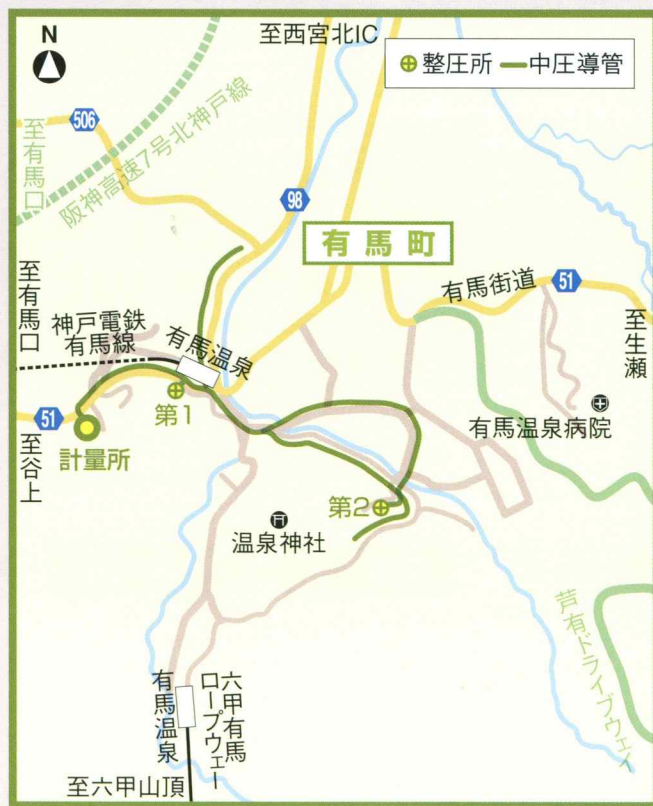 N
至西宮北IC
整圧所 中圧導管
506
至有馬口
阪神高速7号北神戸線
98
有馬町
有馬街道
51
至生瀬
至有馬口
神戸電鉄
有馬線
有馬温泉
第1
51
至谷上
計量所
有馬温泉病院
第2
温泉神社
芦有ドライブウェイ
有馬温泉
六甲有馬
ロープウェー
至六甲山頂